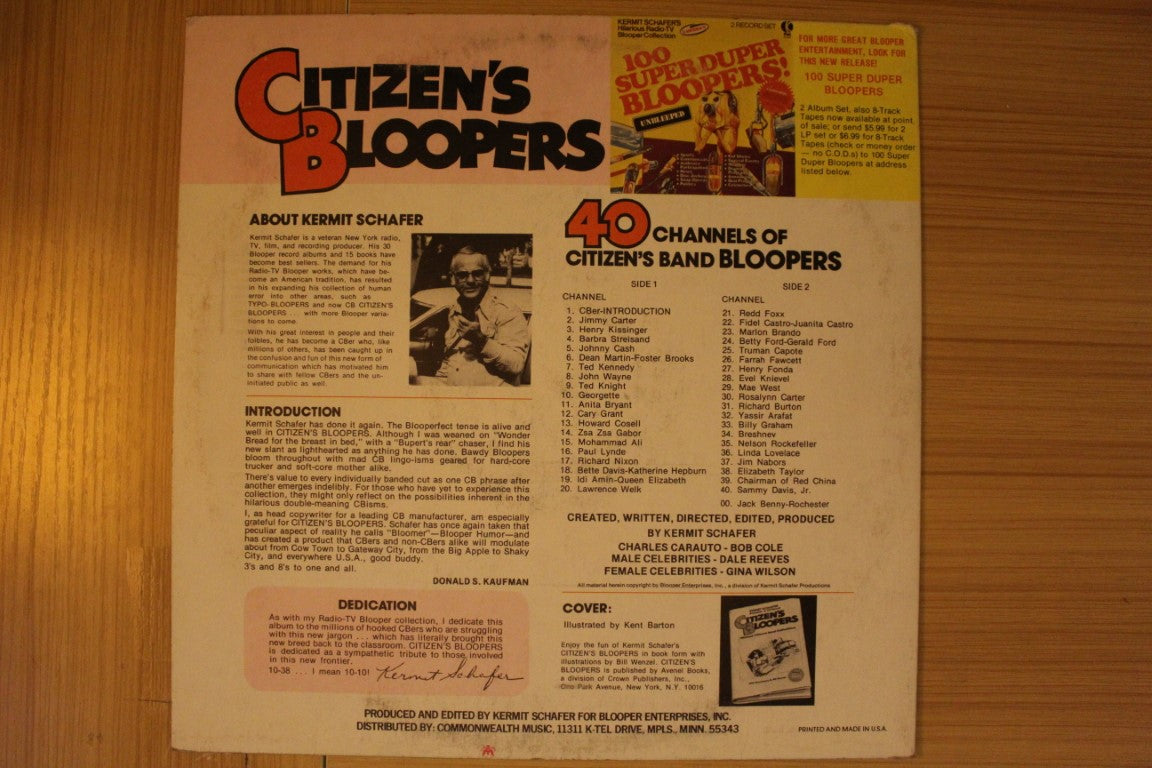 CITIZEN'S
BLOOPERS
KERMIT SCHAFER'S
Hilarious Radio-TV
Blooper Collection
2 RECORD SET
100
SUPER DUPER
BLOOPERS!
UNBLEEPED
FOR MORE GREAT BLOOPER
ENTERTAINMENT, LOOK FOR
THIS NEW RELEASE!
100 SUPER DUPER
BLOOPERS
2 Album Set, also 8-Track
Tapes now available at point
of sale; or send $5.99 for 2
LP set or $6.99 for 8-Track
Tapes (check or money order
— no C.O.D.s) to 100 Super
Duper Bloopers at address
listed below.
ABOUT KERMIT SCHAFER
Kermit Schafer is a veteran New York radio,
TV, film, and recording producer. His 30
Blooper record albums and 15 books have
become best sellers. The demand for his
Radio-TV Blooper works, which have be-
come an American tradition, has resulted
in his expanding his collection of human
error into other areas, such as
TYPO-BLOOPERS and now CB CITIZEN'S
BLOOPERS . . . with more Blooper varia-
tions to come.
With his great interest in people and their
foibles, he has become a CBer who, like
millions of others, has been caught up in
the confusion and fun of this new form of
communication which has motivated him
to share with fellow CBers and the un-
initiated public as well.
INTRODUCTION
Kermit Schafer has done it again. The Blooperfect tense is alive and
well in CITIZEN'S BLOOPERS. Although I was weaned on "Wonder
Bread for the breast in bed," with a "Bupert's rear" chaser, I find his
new slant as lighthearted as anything he has done. Bawdy Bloopers
bloom throughout with mad CB lingo-isms geared for hard-core
trucker and soft-core mother alike.
There's value to every individually banded cut as one CB phrase after
another emerges indelibly. For those who have yet to experience this
collection, they might only reflect on the possibilities inherent in the
hilarious double-meaning CBisms.
I, as head copywriter for a leading CB manufacturer, am especially
grateful for CITIZEN'S BLOOPERS. Schafer has once again taken that
peculiar aspect of reality he calls "Bloomer"—Blooper Humor—and
has created a product that CBers and non-CBers alike will modulate
about from Cow Town to Gateway City, from the Big Apple to Shaky
City, and everywhere U.S.A., good buddy.
3's and 8's to one and all.
DONALD S. KAUFMAN
DEDICATION
As with my Radio-TV Blooper collection, I dedicate this
album to the millions of hooked CBers who are struggling
with this new jargon . . . which has literally brought this
new breed back to the classroom. CITIZEN'S BLOOPERS
is dedicated as a sympathetic tribute to those involved
in this new frontier.
10-38 . . . I mean 10-10! Kermit Schafer
40 CHANNELS OF
CITIZEN'S BAND BLOOPERS
SIDE 1
CHANNEL
1. CBer-INTRODUCTION
2. Jimmy Carter
3. Henry Kissinger
4. Barbra Streisand
5. Johnny Cash
6. Dean Martin-Foster Brooks
7. Ted Kennedy
8. John Wayne
9. Ted Knight
10. Georgette
11. Anita Bryant
12. Cary Grant
13. Howard Cosell
14. Zsa Zsa Gabor
15. Mohammad Ali
16. Paul Lynde
17. Richard Nixon
18. Bette Davis-Katherine Hepburn
19. Idi Amin-Queen Elizabeth
20. Lawrence Welk
SIDE 2
CHANNEL
21. Redd Foxx
22. Fidel Castro-Juanita Castro
23. Marlon Brando
24. Betty Ford-Gerald Ford
25. Truman Capote
26. Farrah Fawcett
27. Henry Fonda
28. Evel Knievel
29. Mae West
30. Rosalynn Carter
31. Richard Burton
32. Yassir Arafat
33. Billy Graham
34. Breshnev
35. Nelson Rockefeller
36. Linda Lovelace
37. Jim Nabors
38. Elizabeth Taylor
39. Chairman of Red China
40. Sammy Davis, Jr.
00. Jack Benny-Rochester
CREATED, WRITTEN, DIRECTED, EDITED, PRODUCED
BY KERMIT SCHAFER
CHARLES CARAUTO - BOB COLE
MALE CELEBRITIES - DALE REEVES
FEMALE CELEBRITIES - GINA WILSON
All material herein copyright by Blooper Enterprises, Inc., a division of Kermit Schafer Productions
COVER:
Illustrated by Kent Barton
Enjoy the fun of Kermit Schafer's
CITIZEN'S BLOOPERS in book form with
illustrations by Bill Wenzel. CITIZEN'S
BLOOPERS is published by Avenel Books,
a division of Crown Publishers, Inc.,
One Park Avenue, New York, N.Y. 10016
CITIZEN'S
BLOOPERS
PRODUCED AND EDITED BY KERMIT SCHAFER FOR BLOOPER ENTERPRISES, INC.
DISTRIBUTED BY: COMMONWEALTH MUSIC, 11311 K-TEL DRIVE, MPLS., MINN. 55343
PRINTED AND MADE IN U.S.A.